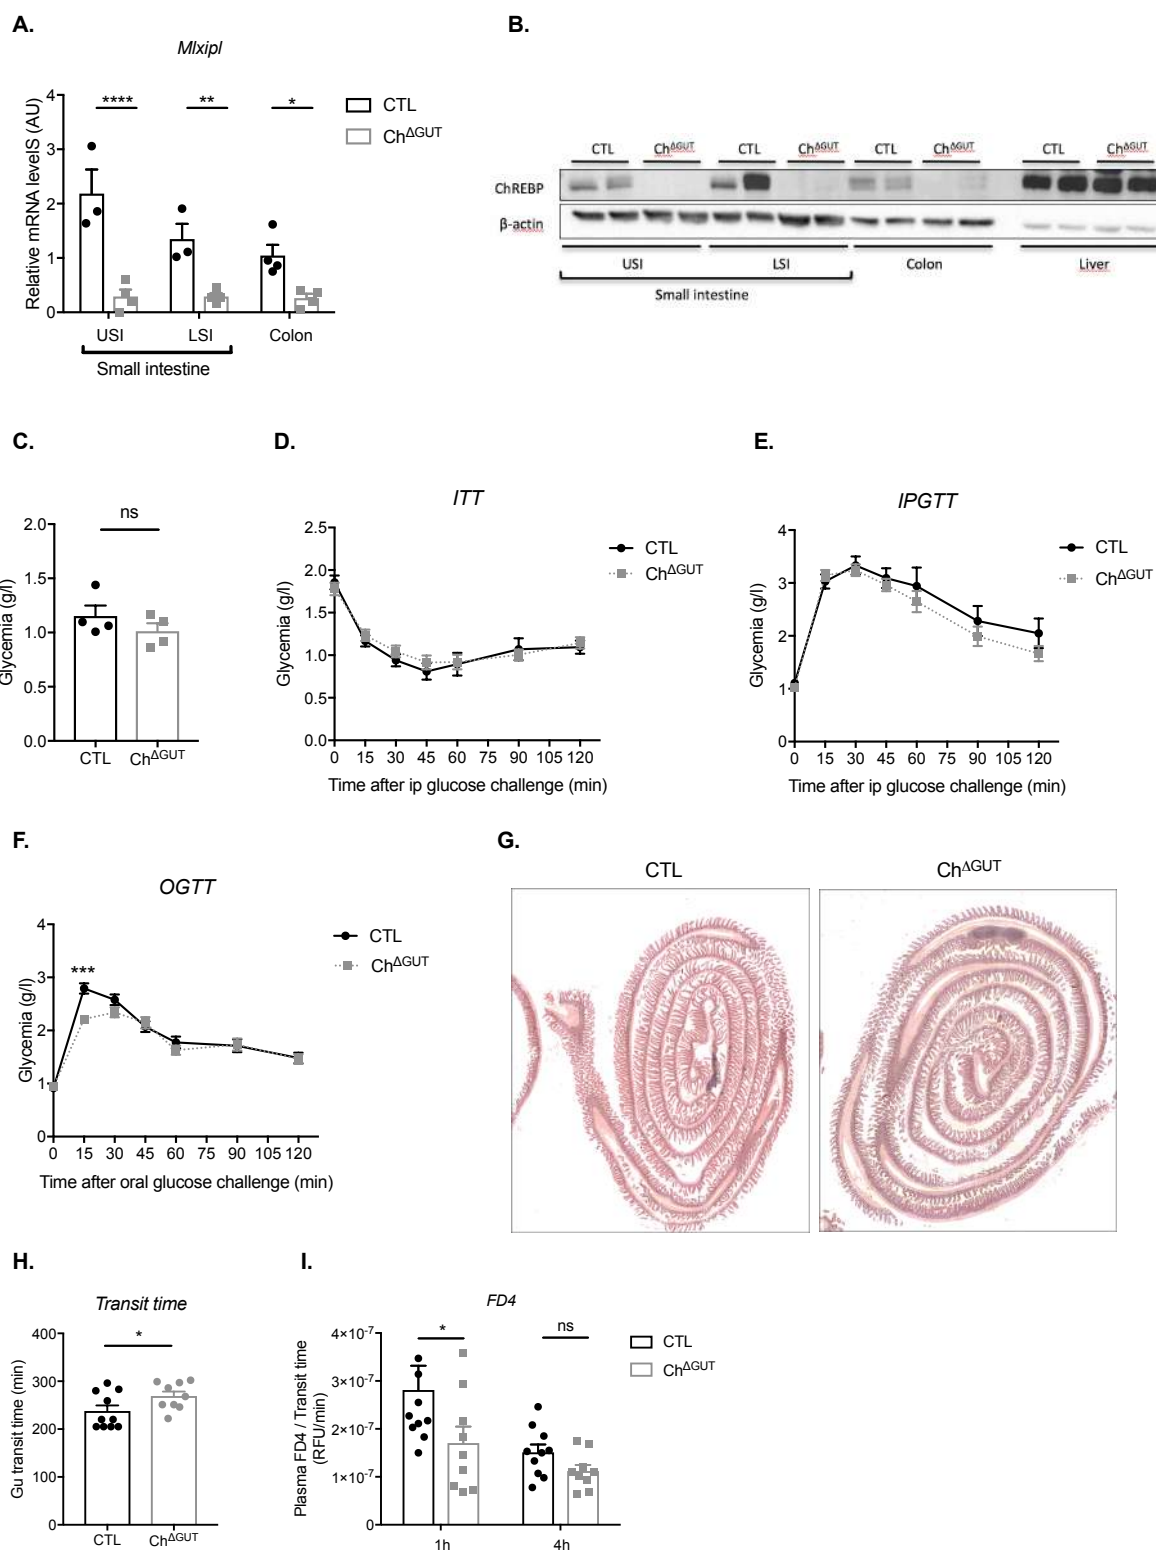 A.
Mlxipl
Relative mRNA levelS (AU)
4
3
2
1
0
****
**
*
CTL
Ch^ΔGUT
USI
LSI
Colon
Small intestine
B.
CTL Ch^ΔGUT CTL Ch^ΔGUT CTL Ch^ΔGUT CTL Ch^ΔGUT
ChREBP
β-actin
USI LSI Colon Liver
Small intestine
C.
Glycemia (g/l)
2.0
1.5
1.0
0.5
0.0
ns
CTL Ch^ΔGUT
D.
ITT
Glycemia (g/l)
2.5
2.0
1.5
1.0
0.5
0.0
0 15 30 45 60 75 90 105 120
Time after ip glucose challenge (min)
CTL
Ch^ΔGUT
E.
IPGTT
Glycemia (g/l)
4
3
2
1
0
0 15 30 45 60 75 90 105 120
Time after ip glucose challenge (min)
CTL
Ch^ΔGUT
F.
OGTT
Glycemia (g/l)
4
3
2
1
0
***
0 15 30 45 60 75 90 105 120
Time after oral glucose challenge (min)
CTL
Ch^ΔGUT
G.
CTL Ch^ΔGUT
H.
Transit time
Gu transit time (min)
400
300
200
100
0
*
CTL Ch^ΔGUT
I.
FD4
Plasma FD4 / Transit time
(RFU/min)
4×10^-7
3×10^-7
2×10^-7
1×10^-7
0
*
ns
1h 4h
CTL
Ch^ΔGUT